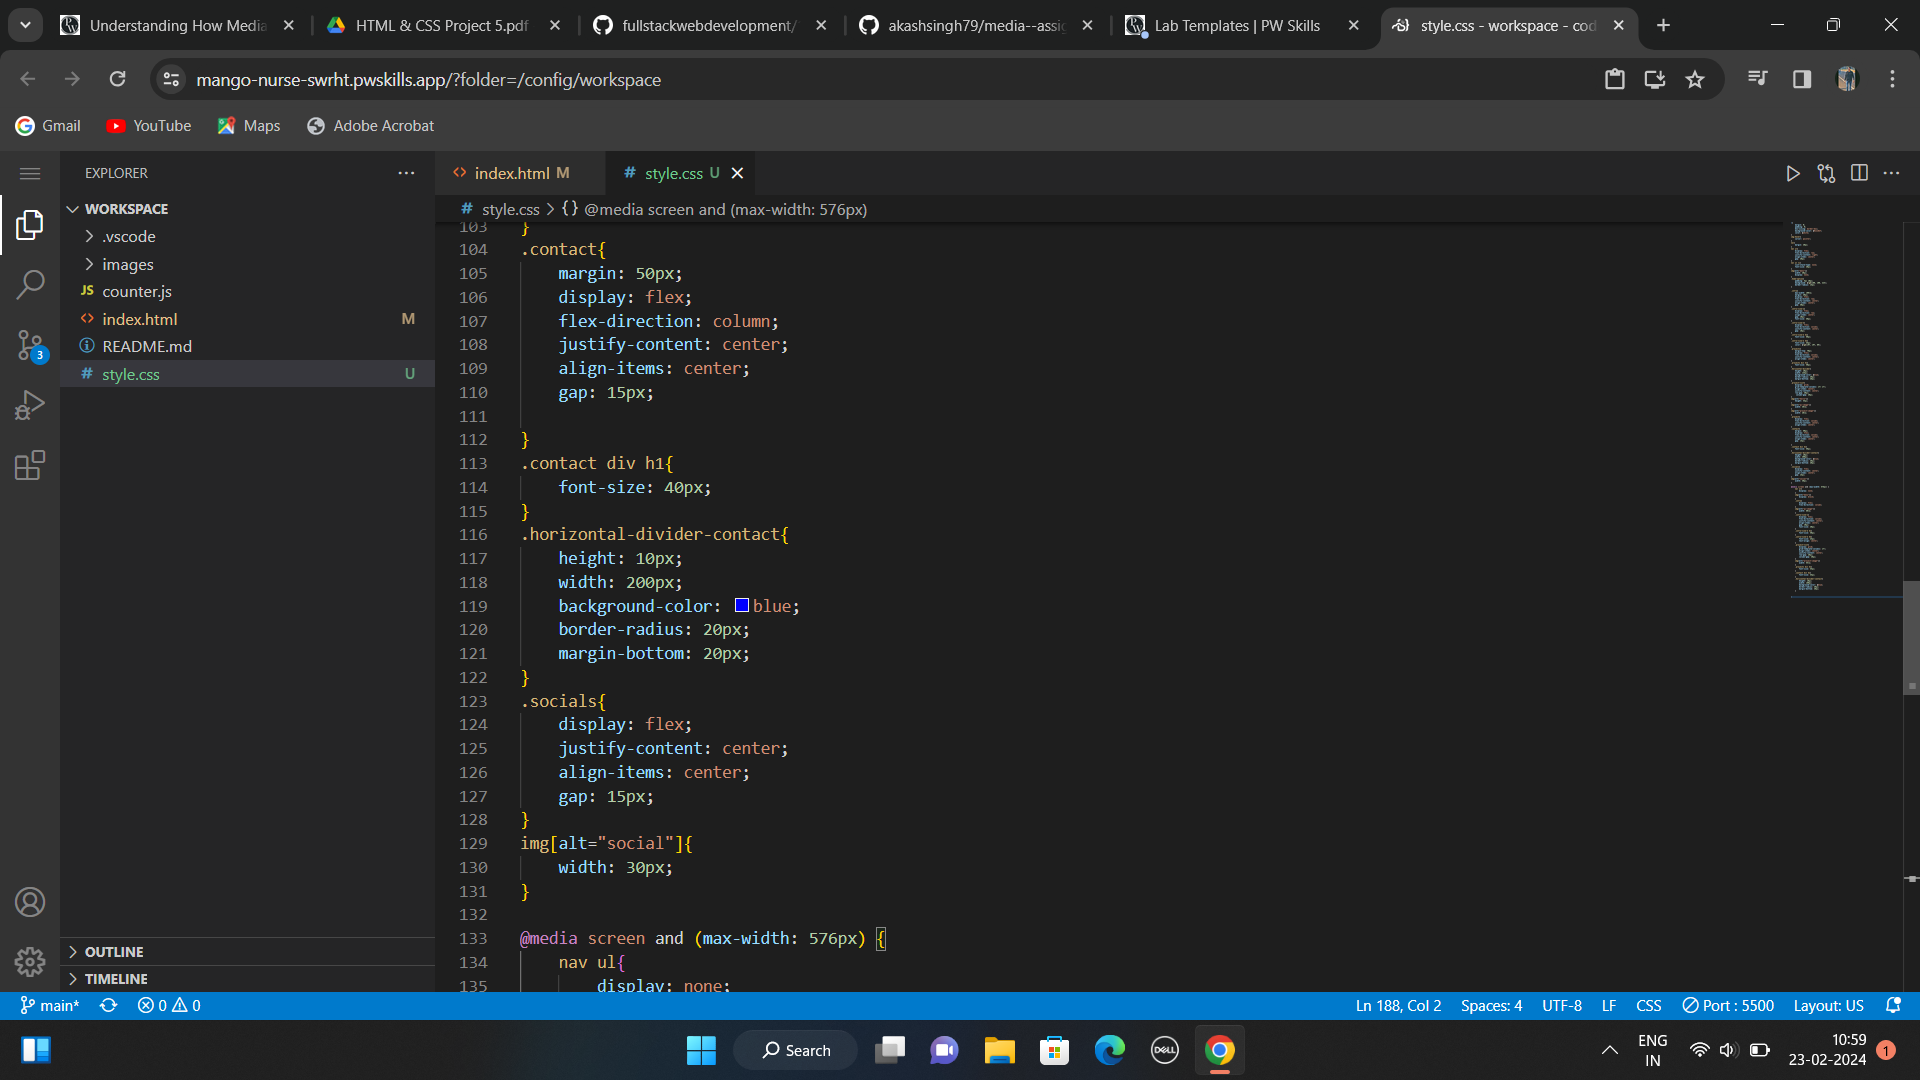 Understanding How Media
HTML & CSS Project 5.pdf
fullstackwebdevelopment/
akashsingh79/media--assig
Lab Templates | PW Skills
style.css - workspace - cod
mango-nurse-swrht.pwskills.app/?folder=/config/workspace
Gmail
YouTube
Maps
Adobe Acrobat
EXPLORER
WORKSPACE
.vscode
images
JS counter.js
<> index.html M
README.md
# style.css U
OUTLINE
TIMELINE
3
<> index.html M
# style.css U
# style.css > {} @media screen and (max-width: 576px)
103 }
104 .contact{
105 margin: 50px;
106 display: flex;
107 flex-direction: column;
108 justify-content: center;
109 align-items: center;
110 gap: 15px;
111
112 }
113 .contact div h1{
114 font-size: 40px;
115 }
116 .horizontal-divider-contact{
117 height: 10px;
118 width: 200px;
119 background-color: blue;
120 border-radius: 20px;
121 margin-bottom: 20px;
122 }
123 .socials{
124 display: flex;
125 justify-content: center;
126 align-items: center;
127 gap: 15px;
128 }
129 img[alt="social"]{
130 width: 30px;
131 }
132
133 @media screen and (max-width: 576px) {
134 nav ul{
135 display: none;
main* 0 0
Ln 188, Col 2 Spaces: 4 UTF-8 LF CSS Port : 5500 Layout: US
Search
DELL
ENG
IN
10:59
23-02-2024
1